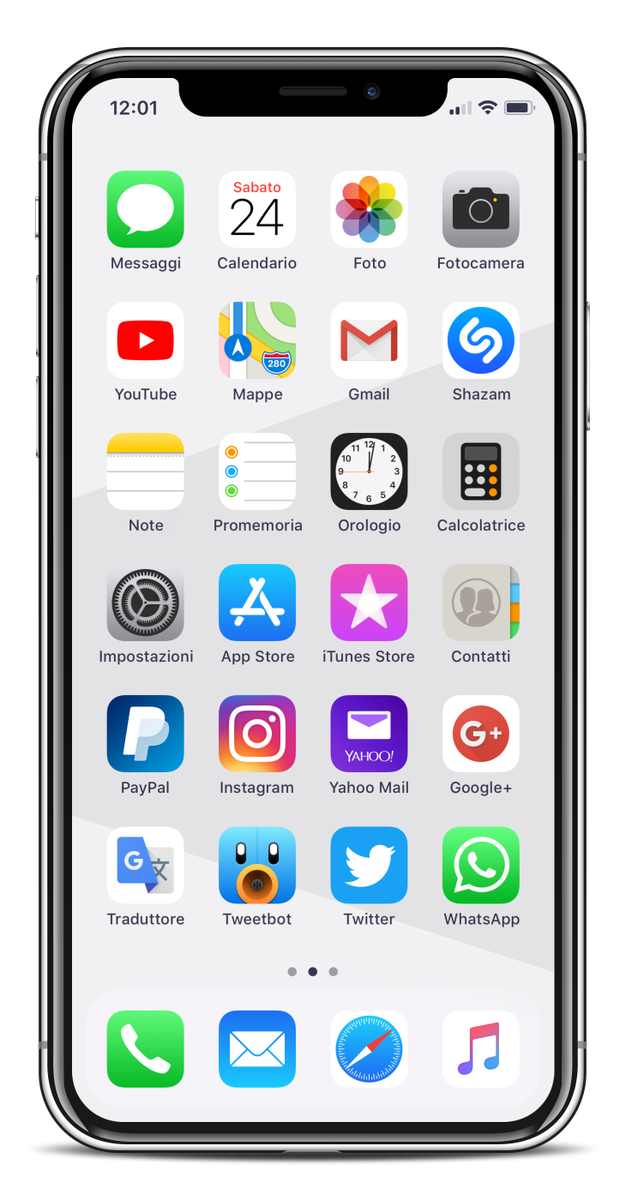 12:01
Sabato
24
Messaggi
Calendario
Foto
Fotocamera
280
YouTube
Mappe
Gmail
Shazam
12
11 1
10 2
9 3
8 4
7 5
6
Note
Promemoria
Orologio
Calcolatrice
Impostazioni
App Store
iTunes Store
Contatti
YAHOO!
G+
PayPal
Instagram
Yahoo Mail
Google+
G 文
Traduttore
Tweetbot
Twitter
WhatsApp